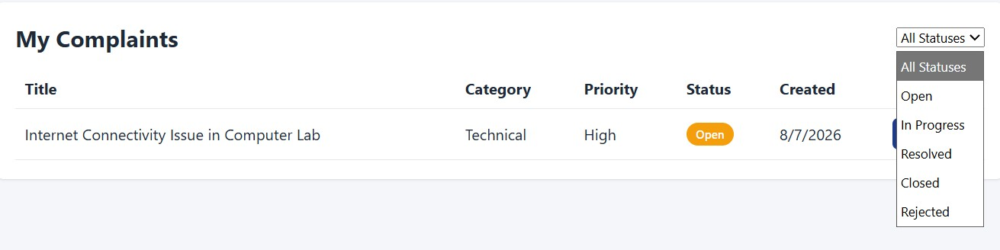 My Complaints
All Statuses
Title Category Priority Status Created
Internet Connectivity Issue in Computer Lab Technical High Open 8/7/2026
All Statuses
Open
In Progress
Resolved
Closed
Rejected